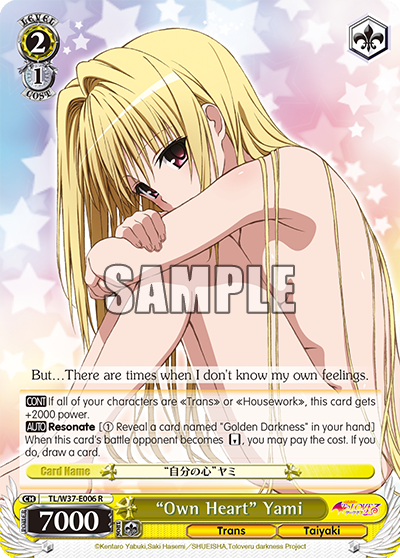 LEVEL
2
1
COST
SAMPLE
But...There are times when I don't know my own feelings.
CONT If all of your characters are «Trans» or «Housework», this card gets
+2000 power.
AUTO Resonate [① Reveal a card named "Golden Darkness" in your hand]
When this card's battle opponent becomes , you may pay the cost. If you
do, draw a card.
Card Name
"自分の心"ヤミ
CH TL/W37-E006 R
"Own Heart" Yami
POWER
7000
SOUL
Trans
Taiyaki
©Kentaro Yabuki,Saki Hasemi／SHUEISHA,Toloveru darkness Project